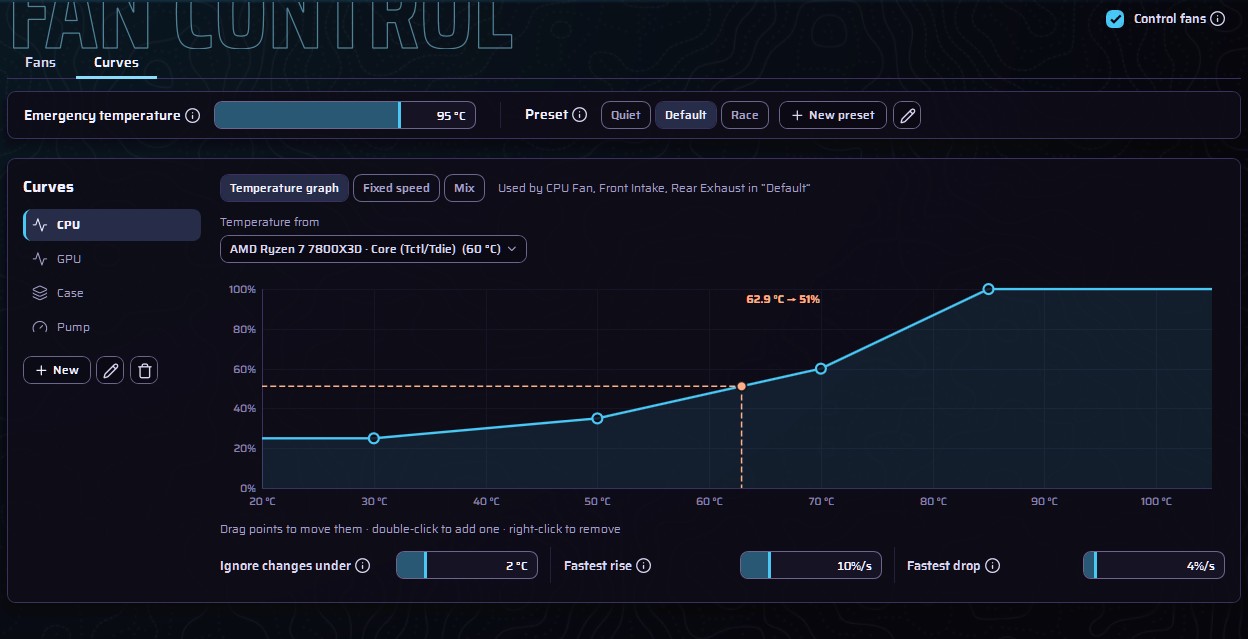 FAN CONTROL
Control fans
Fans Curves
Emergency temperature 95 °C Preset Quiet Default Race + New preset
Curves
Temperature graph Fixed speed Mix Used by CPU Fan, Front Intake, Rear Exhaust in "Default"
CPU
GPU
Case
Pump
+ New
Temperature from
AMD Ryzen 7 7800X3D · Core (Tctl/Tdie) (60 °C)
62.9 °C → 51%
100%
80%
60%
40%
20%
0%
20 °C 30 °C 40 °C 50 °C 60 °C 70 °C 80 °C 90 °C 100 °C
Drag points to move them · double-click to add one · right-click to remove
Ignore changes under 2 °C Fastest rise 10%/s Fastest drop 4%/s